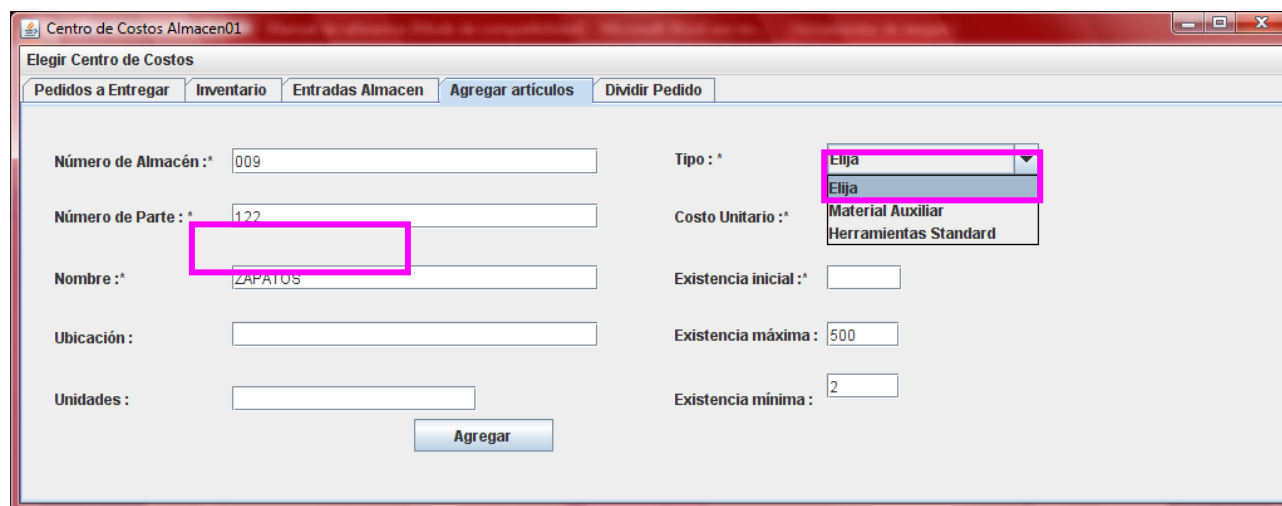 Centro de Costos Almacen01
Elegir Centro de Costos
Pedidos a Entregar Inventario Entradas Almacen Agregar artículos Dividir Pedido
Número de Almacén :* 009 Tipo : * Elija
Elija
Número de Parte : * 122 Costo Unitario :* Material Auxiliar
Herramientas Standard
Nombre :* ZAPATOS Existencia inicial :*
Ubicación : Existencia máxima : 500
Unidades : Existencia mínima : 2
Agregar